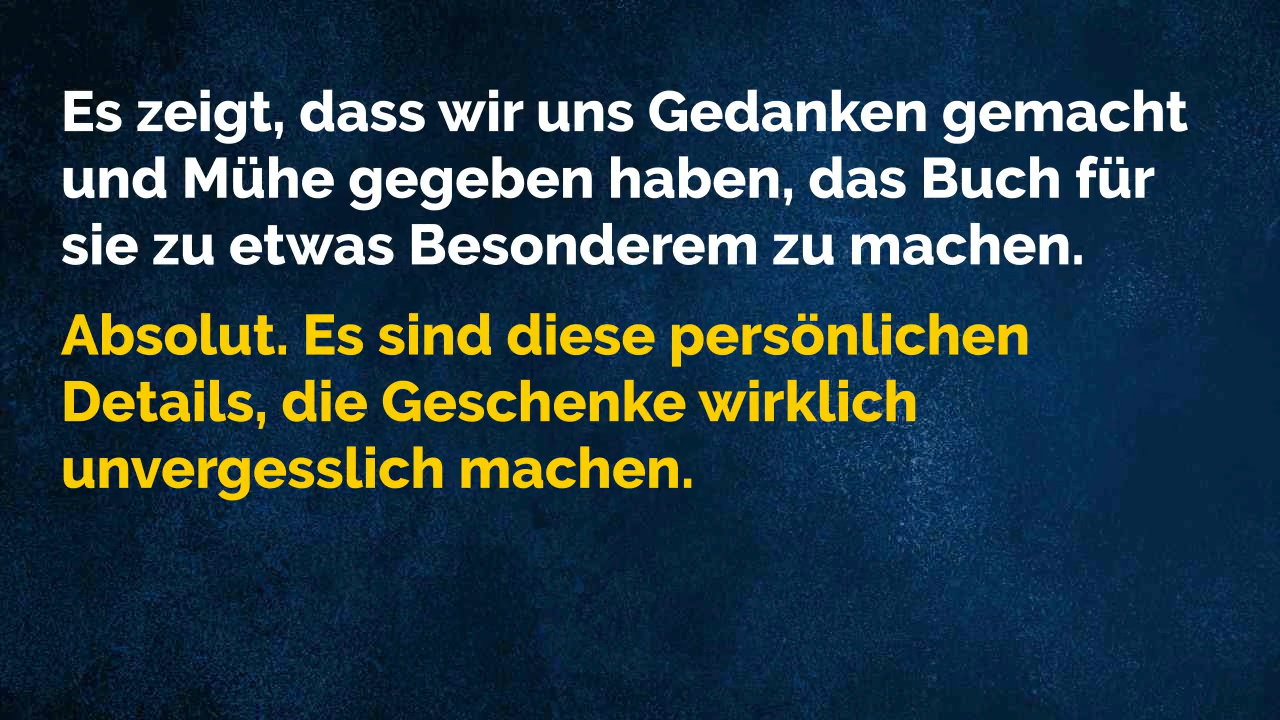 Es zeigt, dass wir uns Gedanken gemacht
und Mühe gegeben haben, das Buch für
sie zu etwas Besonderem zu machen.
Absolut. Es sind diese persönlichen
Details, die Geschenke wirklich
unvergesslich machen.